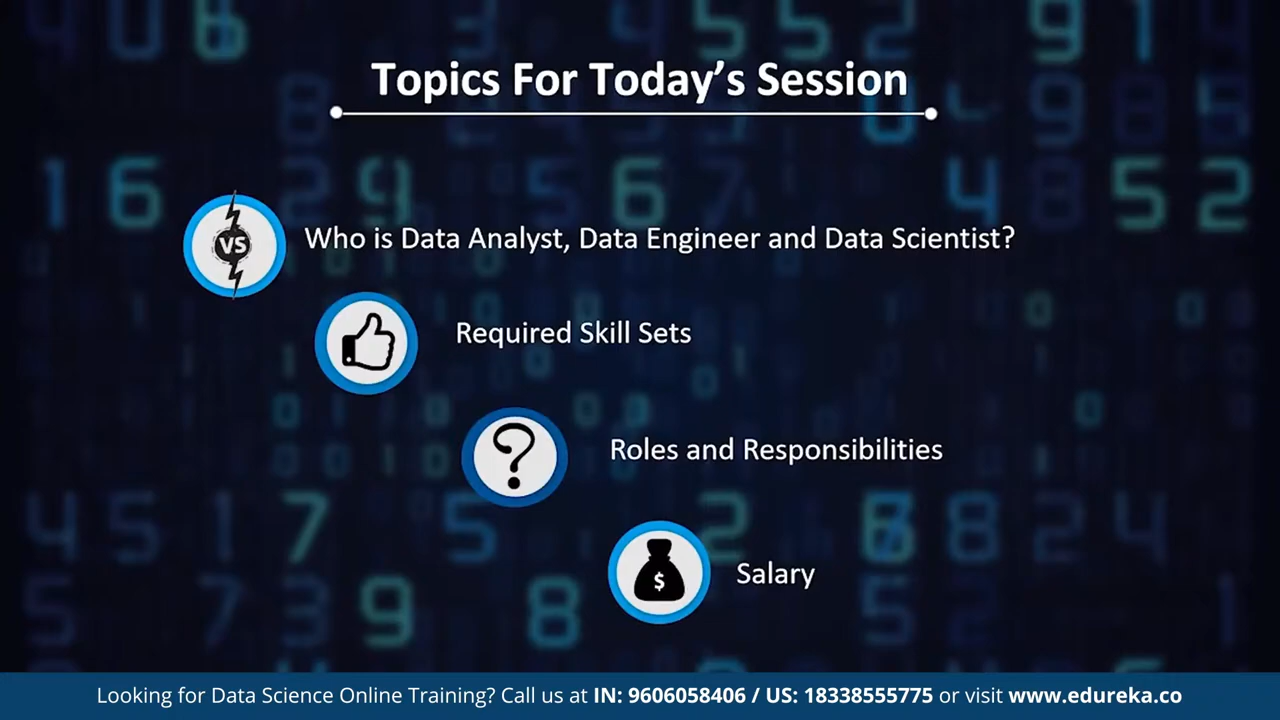 Topics For Today's Session
VS
Who is Data Analyst, Data Engineer and Data Scientist?
Required Skill Sets
?
Roles and Responsibilities
$
Salary
Looking for Data Science Online Training? Call us at IN: 9606058406 / US: 18338555775 or visit www.edureka.co